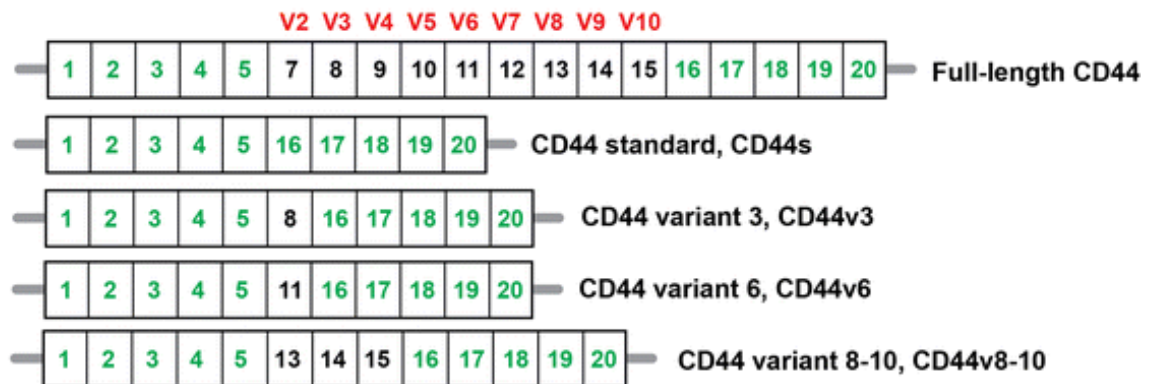 V2 V3 V4 V5 V6 V7 V8 V9 V10
1 2 3 4 5 7 8 9 10 11 12 13 14 15 16 17 18 19 20 Full-length CD44
1 2 3 4 5 16 17 18 19 20 CD44 standard, CD44s
1 2 3 4 5 8 16 17 18 19 20 CD44 variant 3, CD44v3
1 2 3 4 5 11 16 17 18 19 20 CD44 variant 6, CD44v6
1 2 3 4 5 13 14 15 16 17 18 19 20 CD44 variant 8-10, CD44v8-10